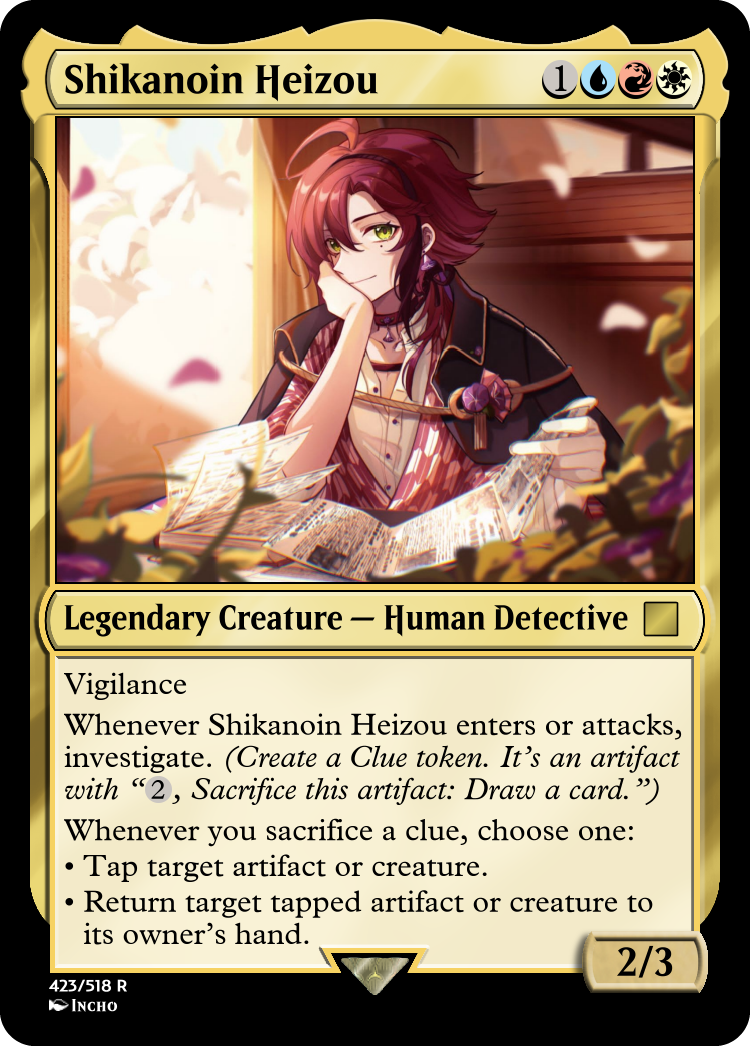 Shikanoin Heizou 1
Legendary Creature — Human Detective
Vigilance
Whenever Shikanoin Heizou enters or attacks,
investigate. (Create a Clue token. It's an artifact
with “2, Sacrifice this artifact: Draw a card.”)
Whenever you sacrifice a clue, choose one:
• Tap target artifact or creature.
• Return target tapped artifact or creature to
its owner's hand.
2/3
423/518 R
INCHO